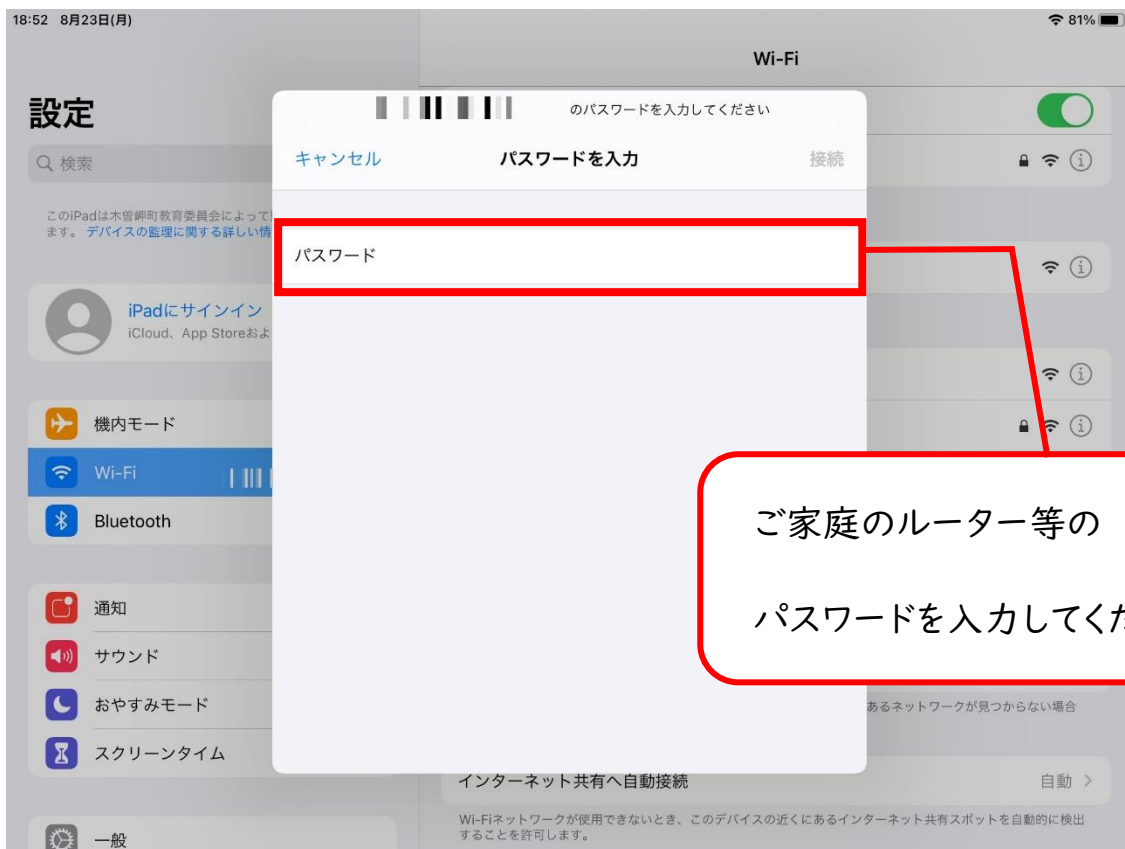 18:52 8月23日(月)
81%
Wi-Fi
設定
検索
このiPadは木曽岬町教育委員会によって
ます。 デバイスの監理に関する詳しい情
iPadにサインイン
iCloud、App Storeおよ
機内モード
Wi-Fi
Bluetooth
通知
サウンド
おやすみモード
スクリーンタイム
一般
のパスワードを入力してください
キャンセル
パスワードを入力
接続
パスワード
ご家庭のルーター等の
パスワードを入力してくだ
あるネットワークが見つからない場合
インターネット共有へ自動接続
自動
Wi-Fiネットワークが使用できないとき、このデバイスの近くにあるインターネット共有スポットを自動的に検出
することを許可します。